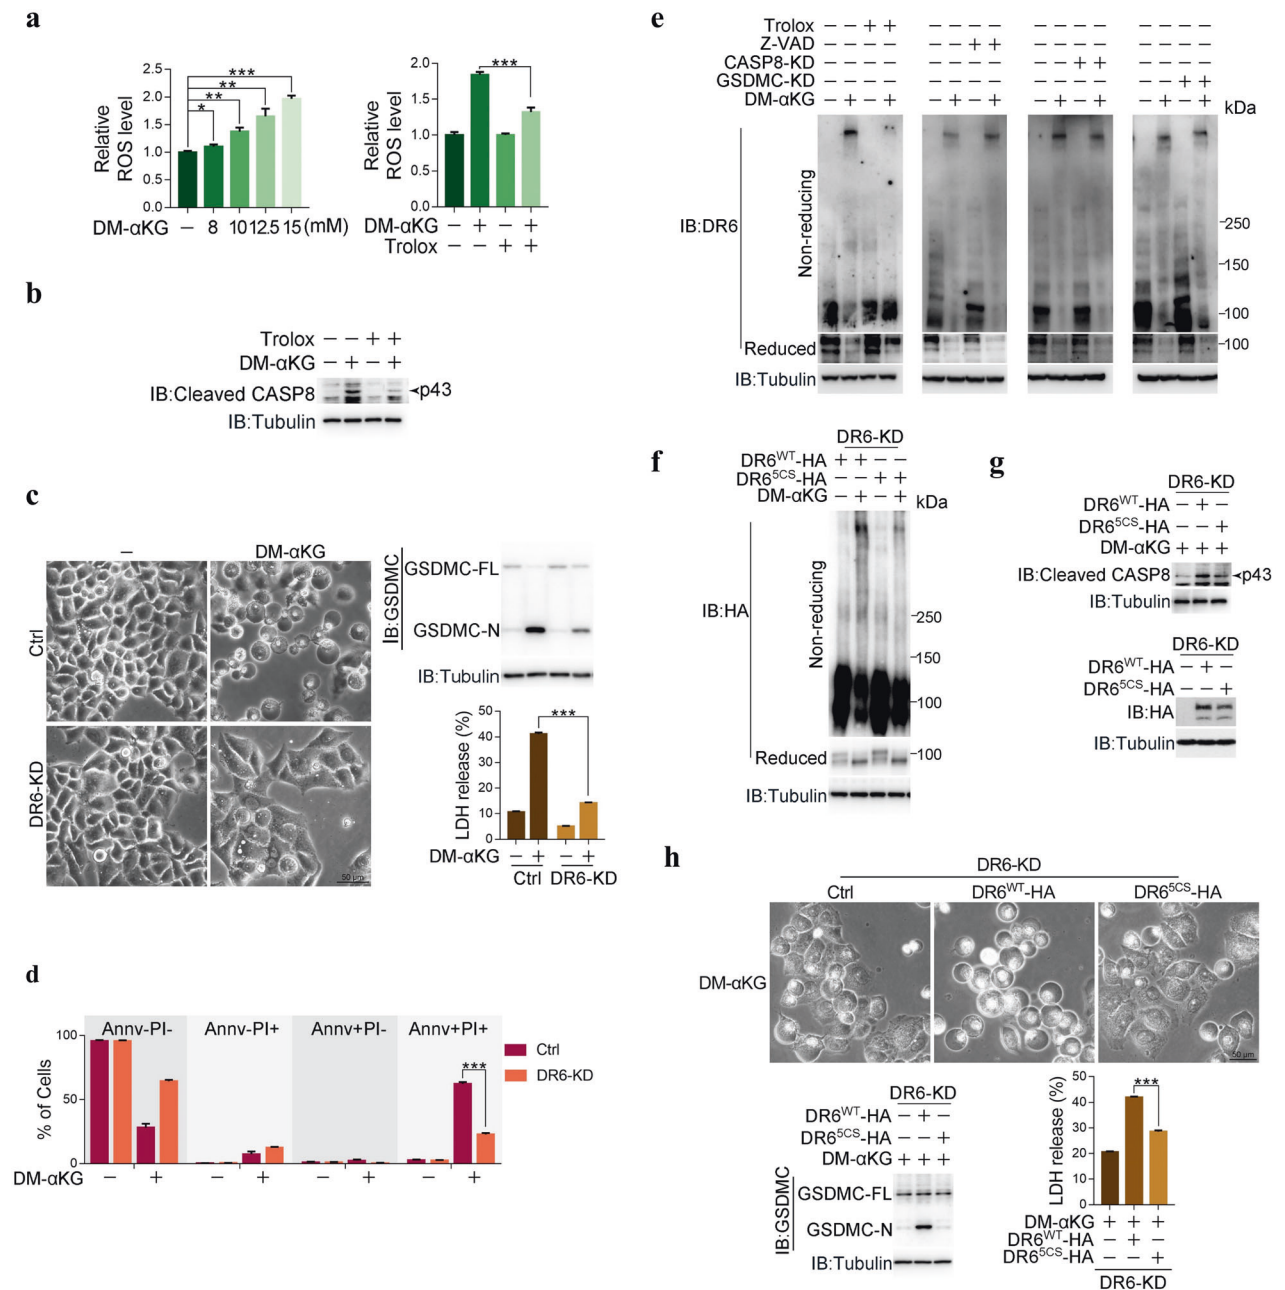 a
Relative
ROS level
2.5
2.0
1.5
1.0
0.5
0.0
*
**
**
***
DM-αKG
— 8 10 12.5 15 (mM)
Relative
ROS level
2.0
1.5
1.0
0.5
0.0
***
DM-αKG — + — +
Trolox — — + +
b
Trolox — — + +
DM-αKG — + — +
IB:Cleaved CASP8
p43
IB:Tubulin
c
— DM-αKG
Ctrl
DR6-KD
50 μm
IB:GSDMC
GSDMC-FL
GSDMC-N
IB:Tubulin
LDH release (%)
50
40
30
20
10
0
***
DM-αKG — + — +
Ctrl DR6-KD
d
% of Cells
100
50
0
Annv-PI- Annv-PI+ Annv+PI- Annv+PI+
***
Ctrl
DR6-KD
DM-αKG — + — + — + — +
e
Trolox — — + +
Z-VAD — — + +
CASP8-KD — — + +
GSDMC-KD — — + +
DM-αKG — + — + — + — + — + — + — + — +
kDa
IB:DR6
Non-reducing
250
150
100
Reduced
100
IB:Tubulin
f
DR6-KD
DR6WT-HA + + — —
DR65CS-HA — — + +
DM-αKG — + — +
kDa
IB:HA
Non-reducing
250
150
100
Reduced
100
IB:Tubulin
g
DR6-KD
DR6WT-HA — + —
DR65CS-HA — — +
DM-αKG + + +
IB:Cleaved CASP8
p43
IB:Tubulin
DR6-KD
DR6WT-HA — + —
DR65CS-HA — — +
IB:HA
IB:Tubulin
h
DR6-KD
Ctrl DR6WT-HA DR65CS-HA
DM-αKG
50 μm
DR6-KD
DR6WT-HA — + —
DR65CS-HA — — +
DM-αKG + + +
IB:GSDMC
GSDMC-FL
GSDMC-N
IB:Tubulin
LDH release (%)
50
40
30
20
10
0
***
DM-αKG + + +
DR6WT-HA — + —
DR65CS-HA — — +
DR6-KD